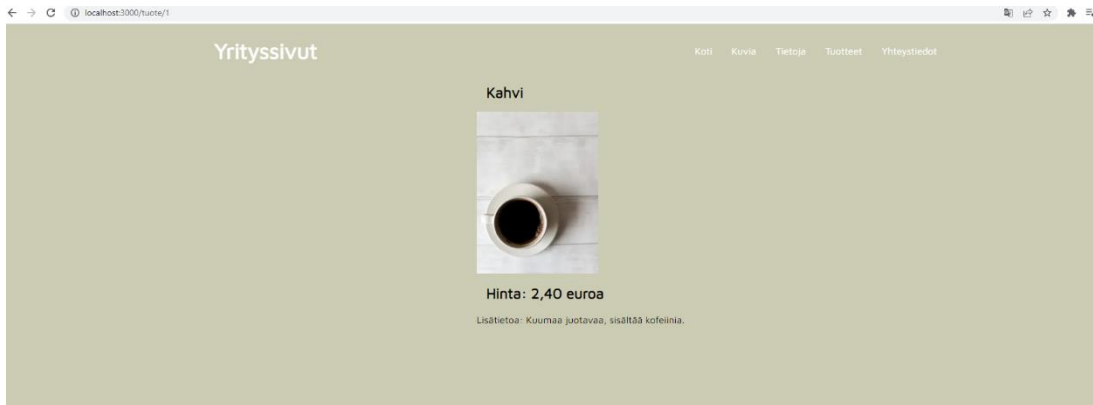 localhost:3000/tuote/1
Yrityssivut
Koti Kuvia Tietoja Tuotteet Yhteystiedot
Kahvi
Hinta: 2,40 euroa
Lisätietoa: Kuumaa juotavaa, sisältää kofeiinia.